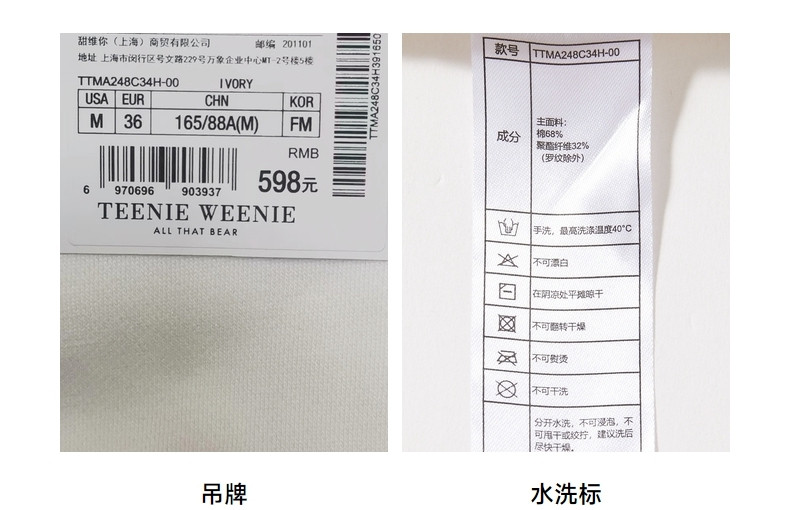 甜维你（上海）商贸有限公司 邮编 201101
地址 上海市闵行区号文路229号万象企业中心MT-2号楼5楼
TTMA248C34H-00 IVORY
USA EUR CHN KOR
M 36 165/88A(M) FM
RMB
598元
6 970696 903937
TEENIE WEENIE
ALL THAT BEAR
TTMA248C34H391650
吊牌
款号 TTMA248C34H-00
成分
主面料：
棉68%
聚酯纤维32%
（罗纹除外）
手洗，最高洗涤温度40°C
不可漂白
在阴凉处平摊晾干
不可翻转干燥
不可熨烫
不可干洗
分开水洗，不可浸泡，不
可甩干或绞拧，建议洗后
尽快干燥。
水洗标